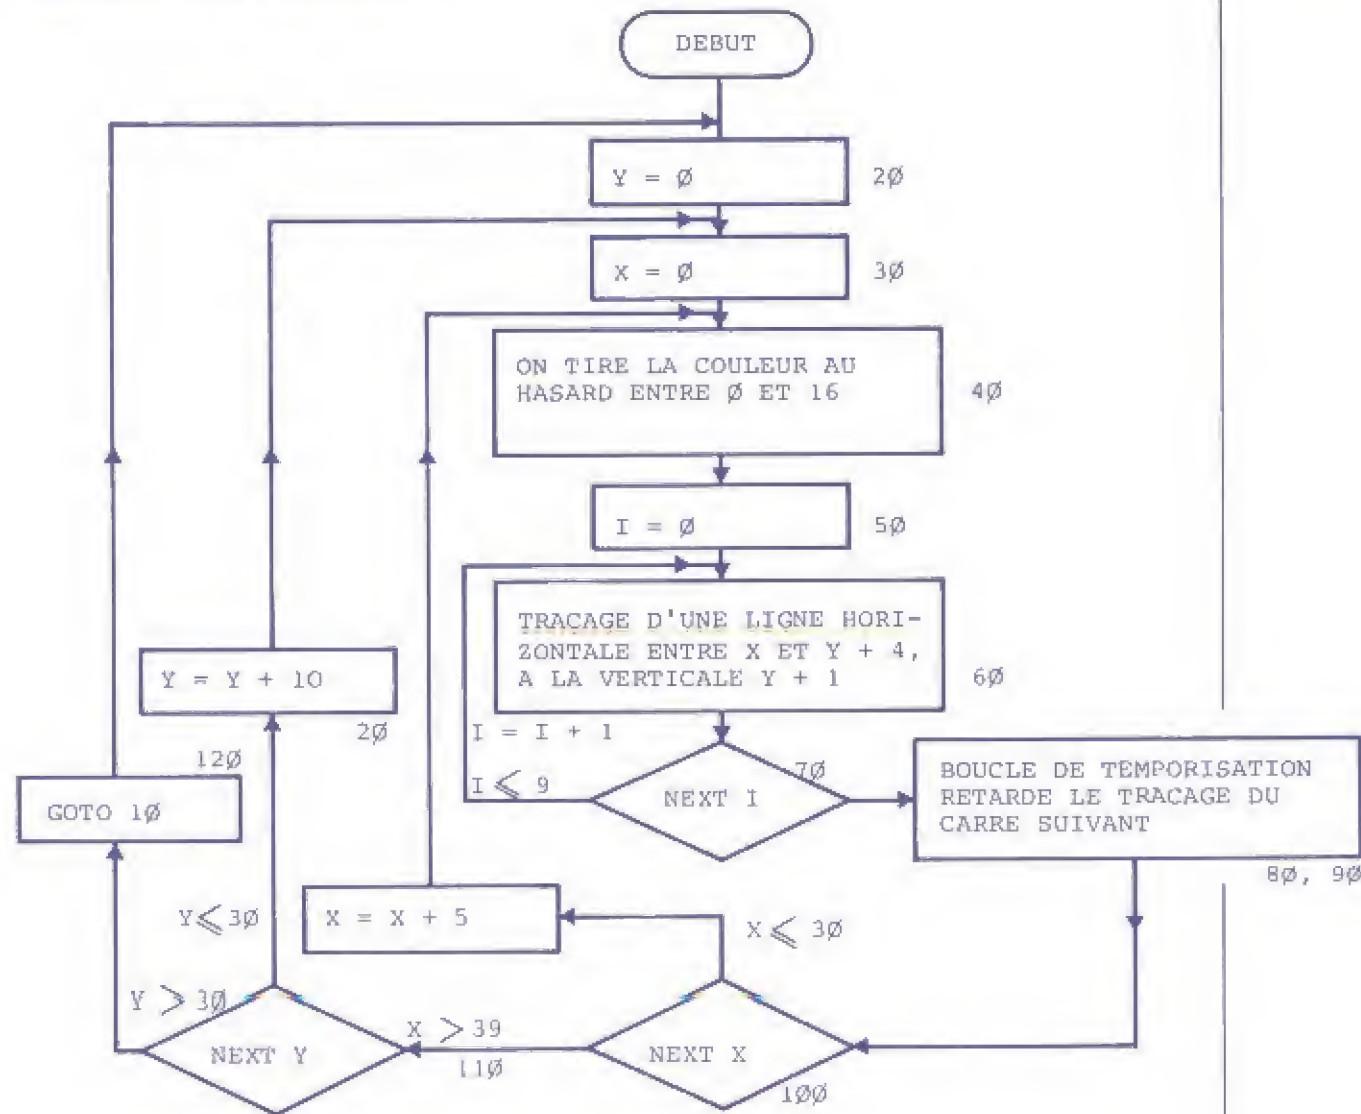 DEBUT
Y = Ø
2Ø
X = Ø
3Ø
ON TIRE LA COULEUR AU
HASARD ENTRE Ø ET 16
4Ø
I = Ø
5Ø
TRACAGE D'UNE LIGNE HORI-
ZONTALE ENTRE X ET Y + 4,
A LA VERTICALE Y + 1
6Ø
Y = Y + 10
2Ø
I = I + 1
I ⩽ 9
NEXT I
7Ø
BOUCLE DE TEMPORISATION
RETARDE LE TRACAGE DU
CARRE SUIVANT
8Ø, 9Ø
12Ø
GOTO 1Ø
Y ⩽ 3Ø
X = X + 5
X ⩽ 3Ø
Y > 3Ø
NEXT Y
X > 39
11Ø
NEXT X
1ØØ